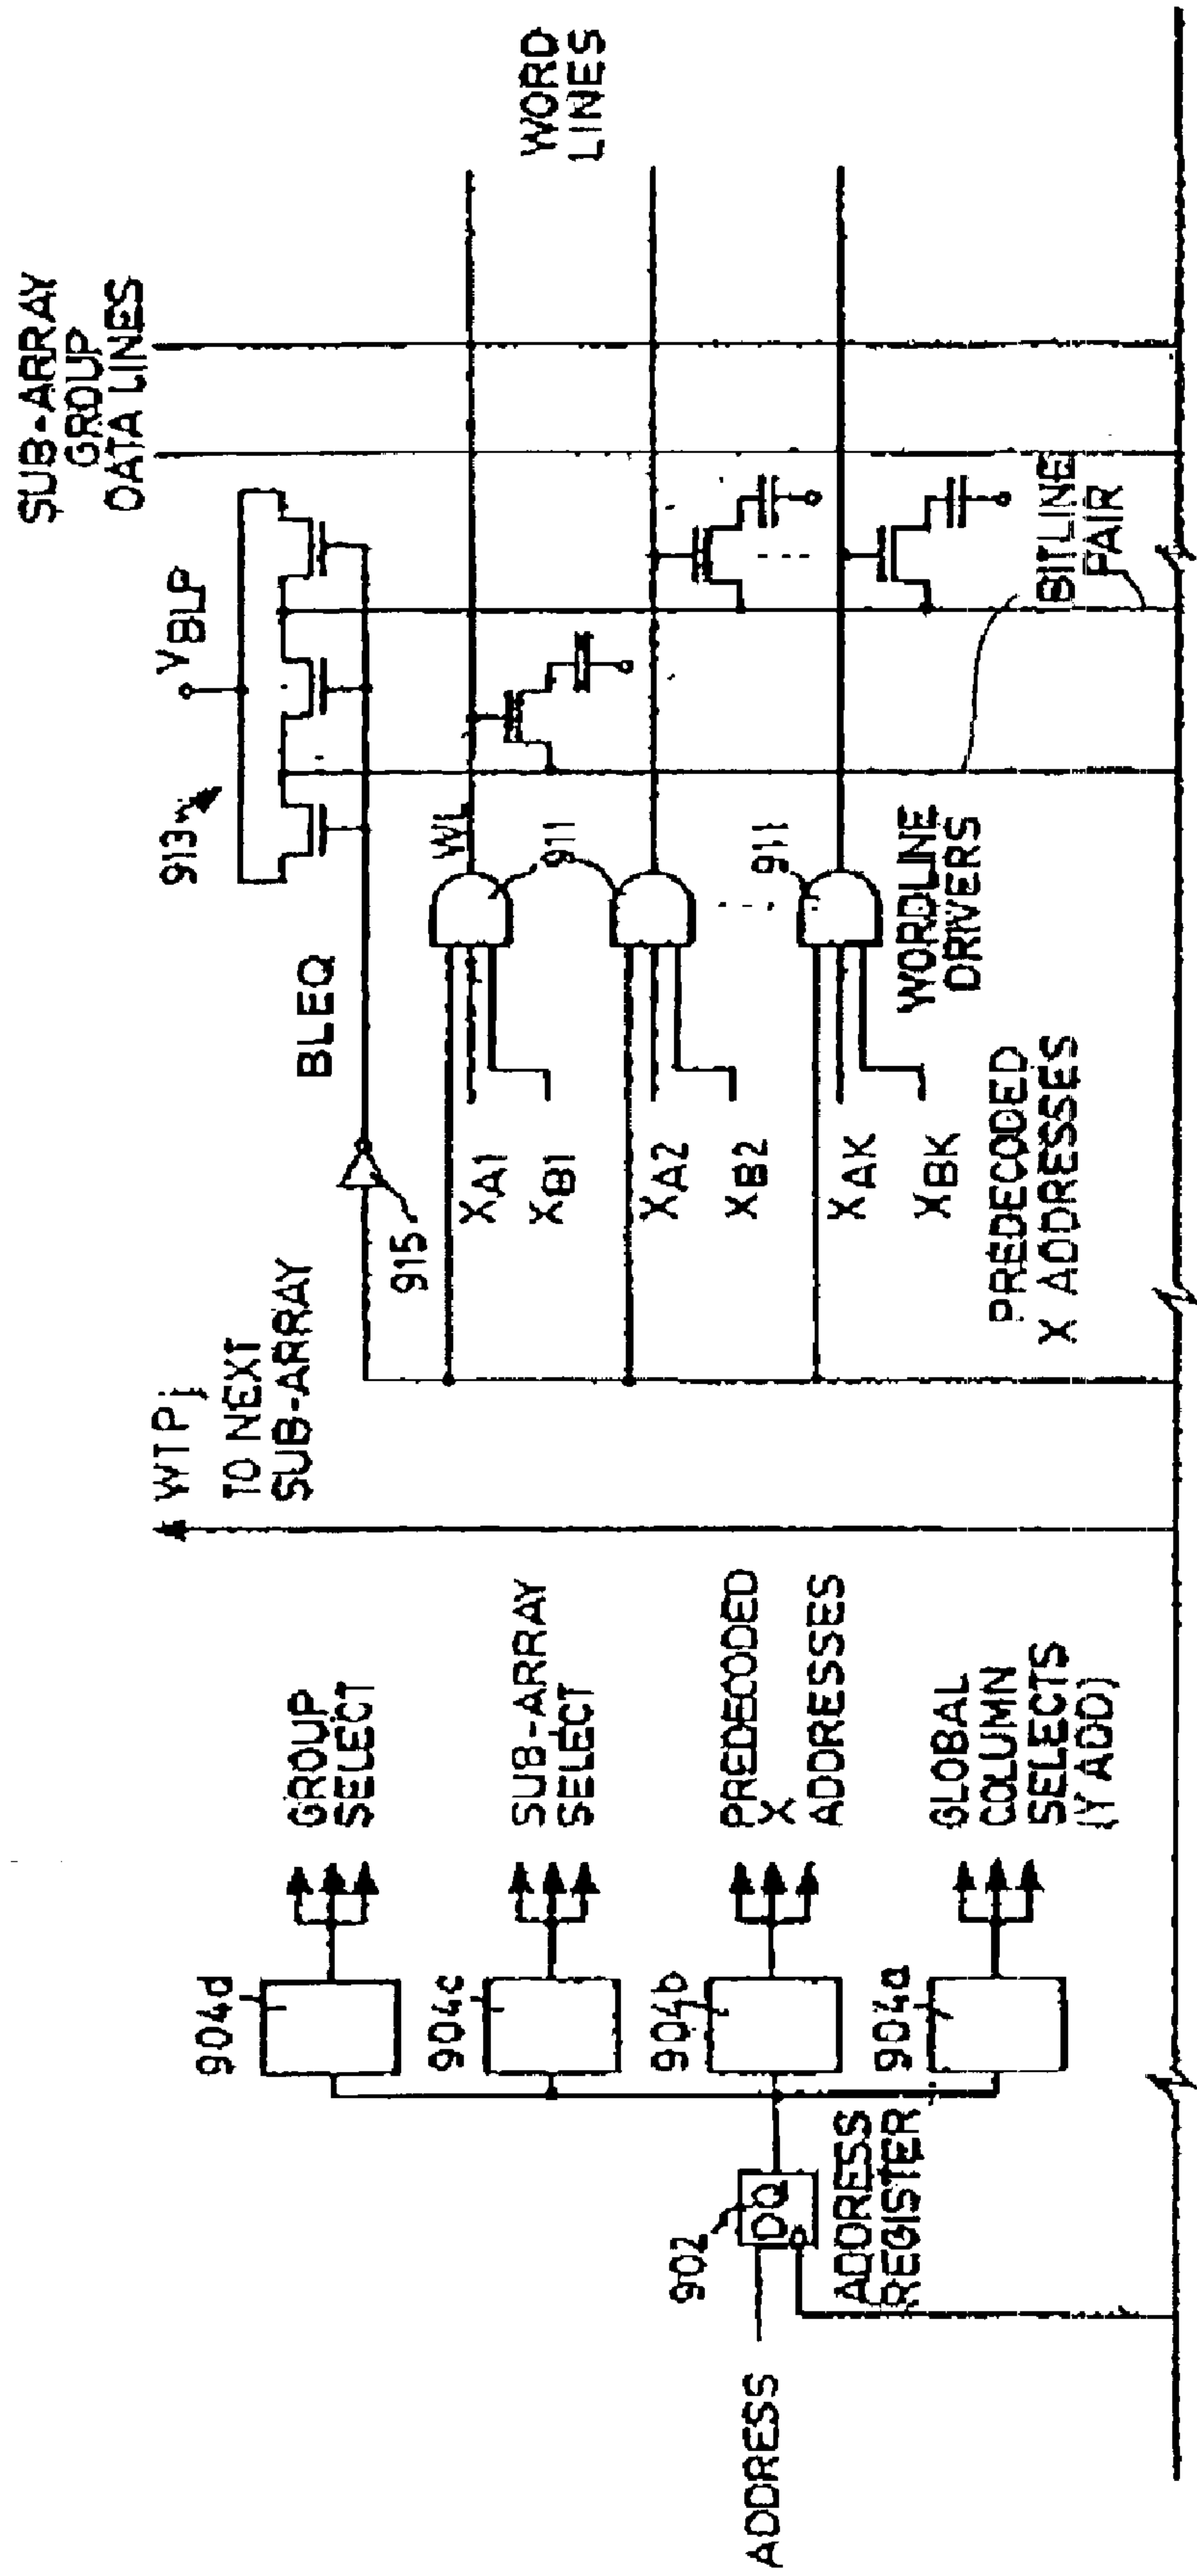 ADDRESS
902
DQ
ADDRESS
REGISTER
904d
904c
904b
904a
GROUP
SELECT
SUB-ARRAY
SELECT
PREDECODED
X
ADDRESSES
GLOBAL
COLUMN
SELECTS
(Y ADD)
WTPj
TO NEXT
SUB-ARRAY
915
BLEQ
XA1
XB1
XA2
XB2
XAK
XBK
PREDECODED
X ADDRESSES
913
VBLP
WL
911
911
WORDLINE
DRIVERS
BITLINE
PAIR
SUB-ARRAY
GROUP
DATA LINES
WORD
LINES